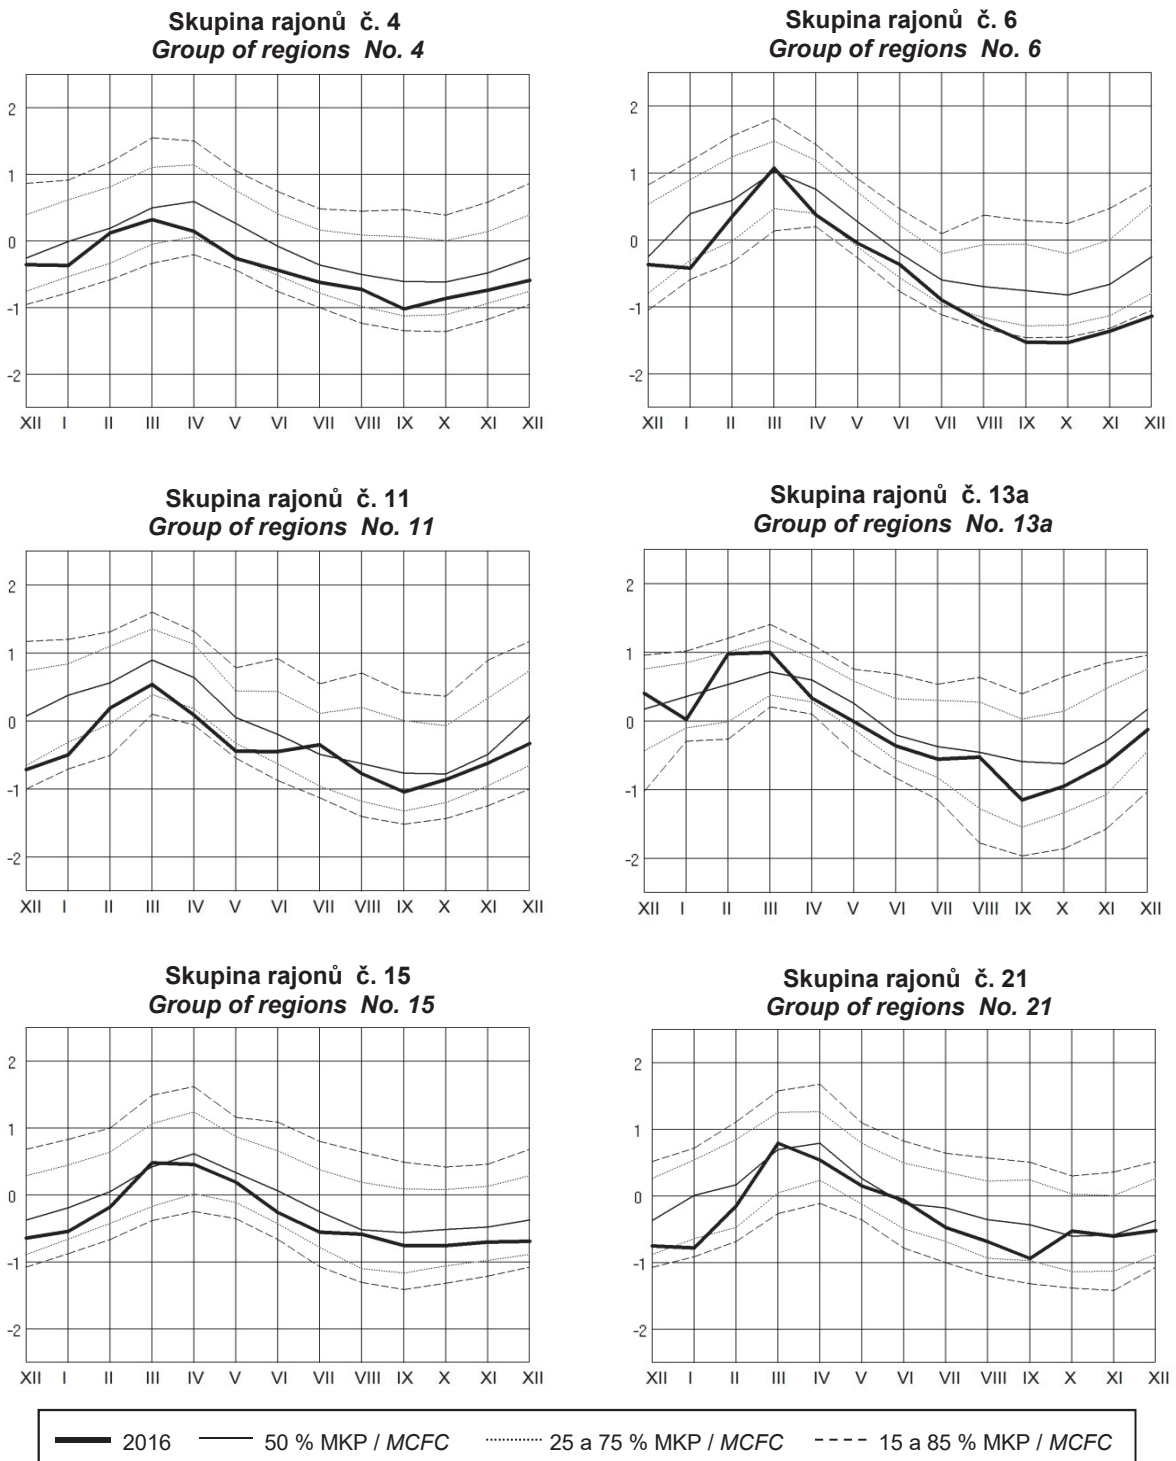 Skupina rajonů č. 4
Group of regions No. 4
2
1
0
-1
-2
XII I II III IV V VI VII VIII IX X XI XII
Skupina rajonů č. 6
Group of regions No. 6
2
1
0
-1
-2
XII I II III IV V VI VII VIII IX X XI XII
Skupina rajonů č. 11
Group of regions No. 11
2
1
0
-1
-2
XII I II III IV V VI VII VIII IX X XI XII
Skupina rajonů č. 13a
Group of regions No. 13a
2
1
0
-1
-2
XII I II III IV V VI VII VIII IX X XI XII
Skupina rajonů č. 15
Group of regions No. 15
2
1
0
-1
-2
XII I II III IV V VI VII VIII IX X XI XII
Skupina rajonů č. 21
Group of regions No. 21
2
1
0
-1
-2
XII I II III IV V VI VII VIII IX X XI XII
2016 50 % MKP / MCFC 25 a 75 % MKP / MCFC 15 a 85 % MKP / MCFC